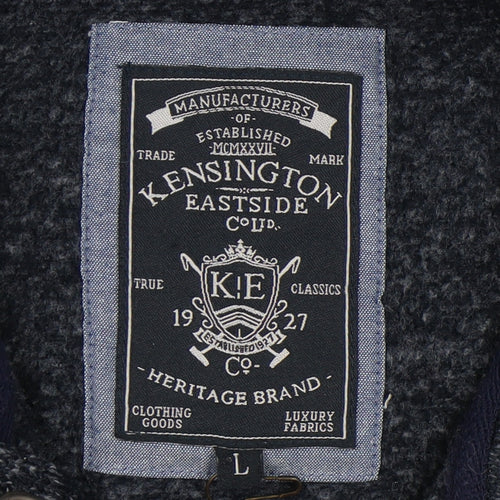 MANUFACTURERS
-OF-
ESTABLISHED
-MCMXXVII-
TRADE MARK
KENSINGTON
EASTSIDE
CO LTD.
TRUE CLASSICS
K E
19 27
ESTABLISHED 1927
-CO-
- HERITAGE BRAND -
CLOTHING LUXURY
GOODS FABRICS
L